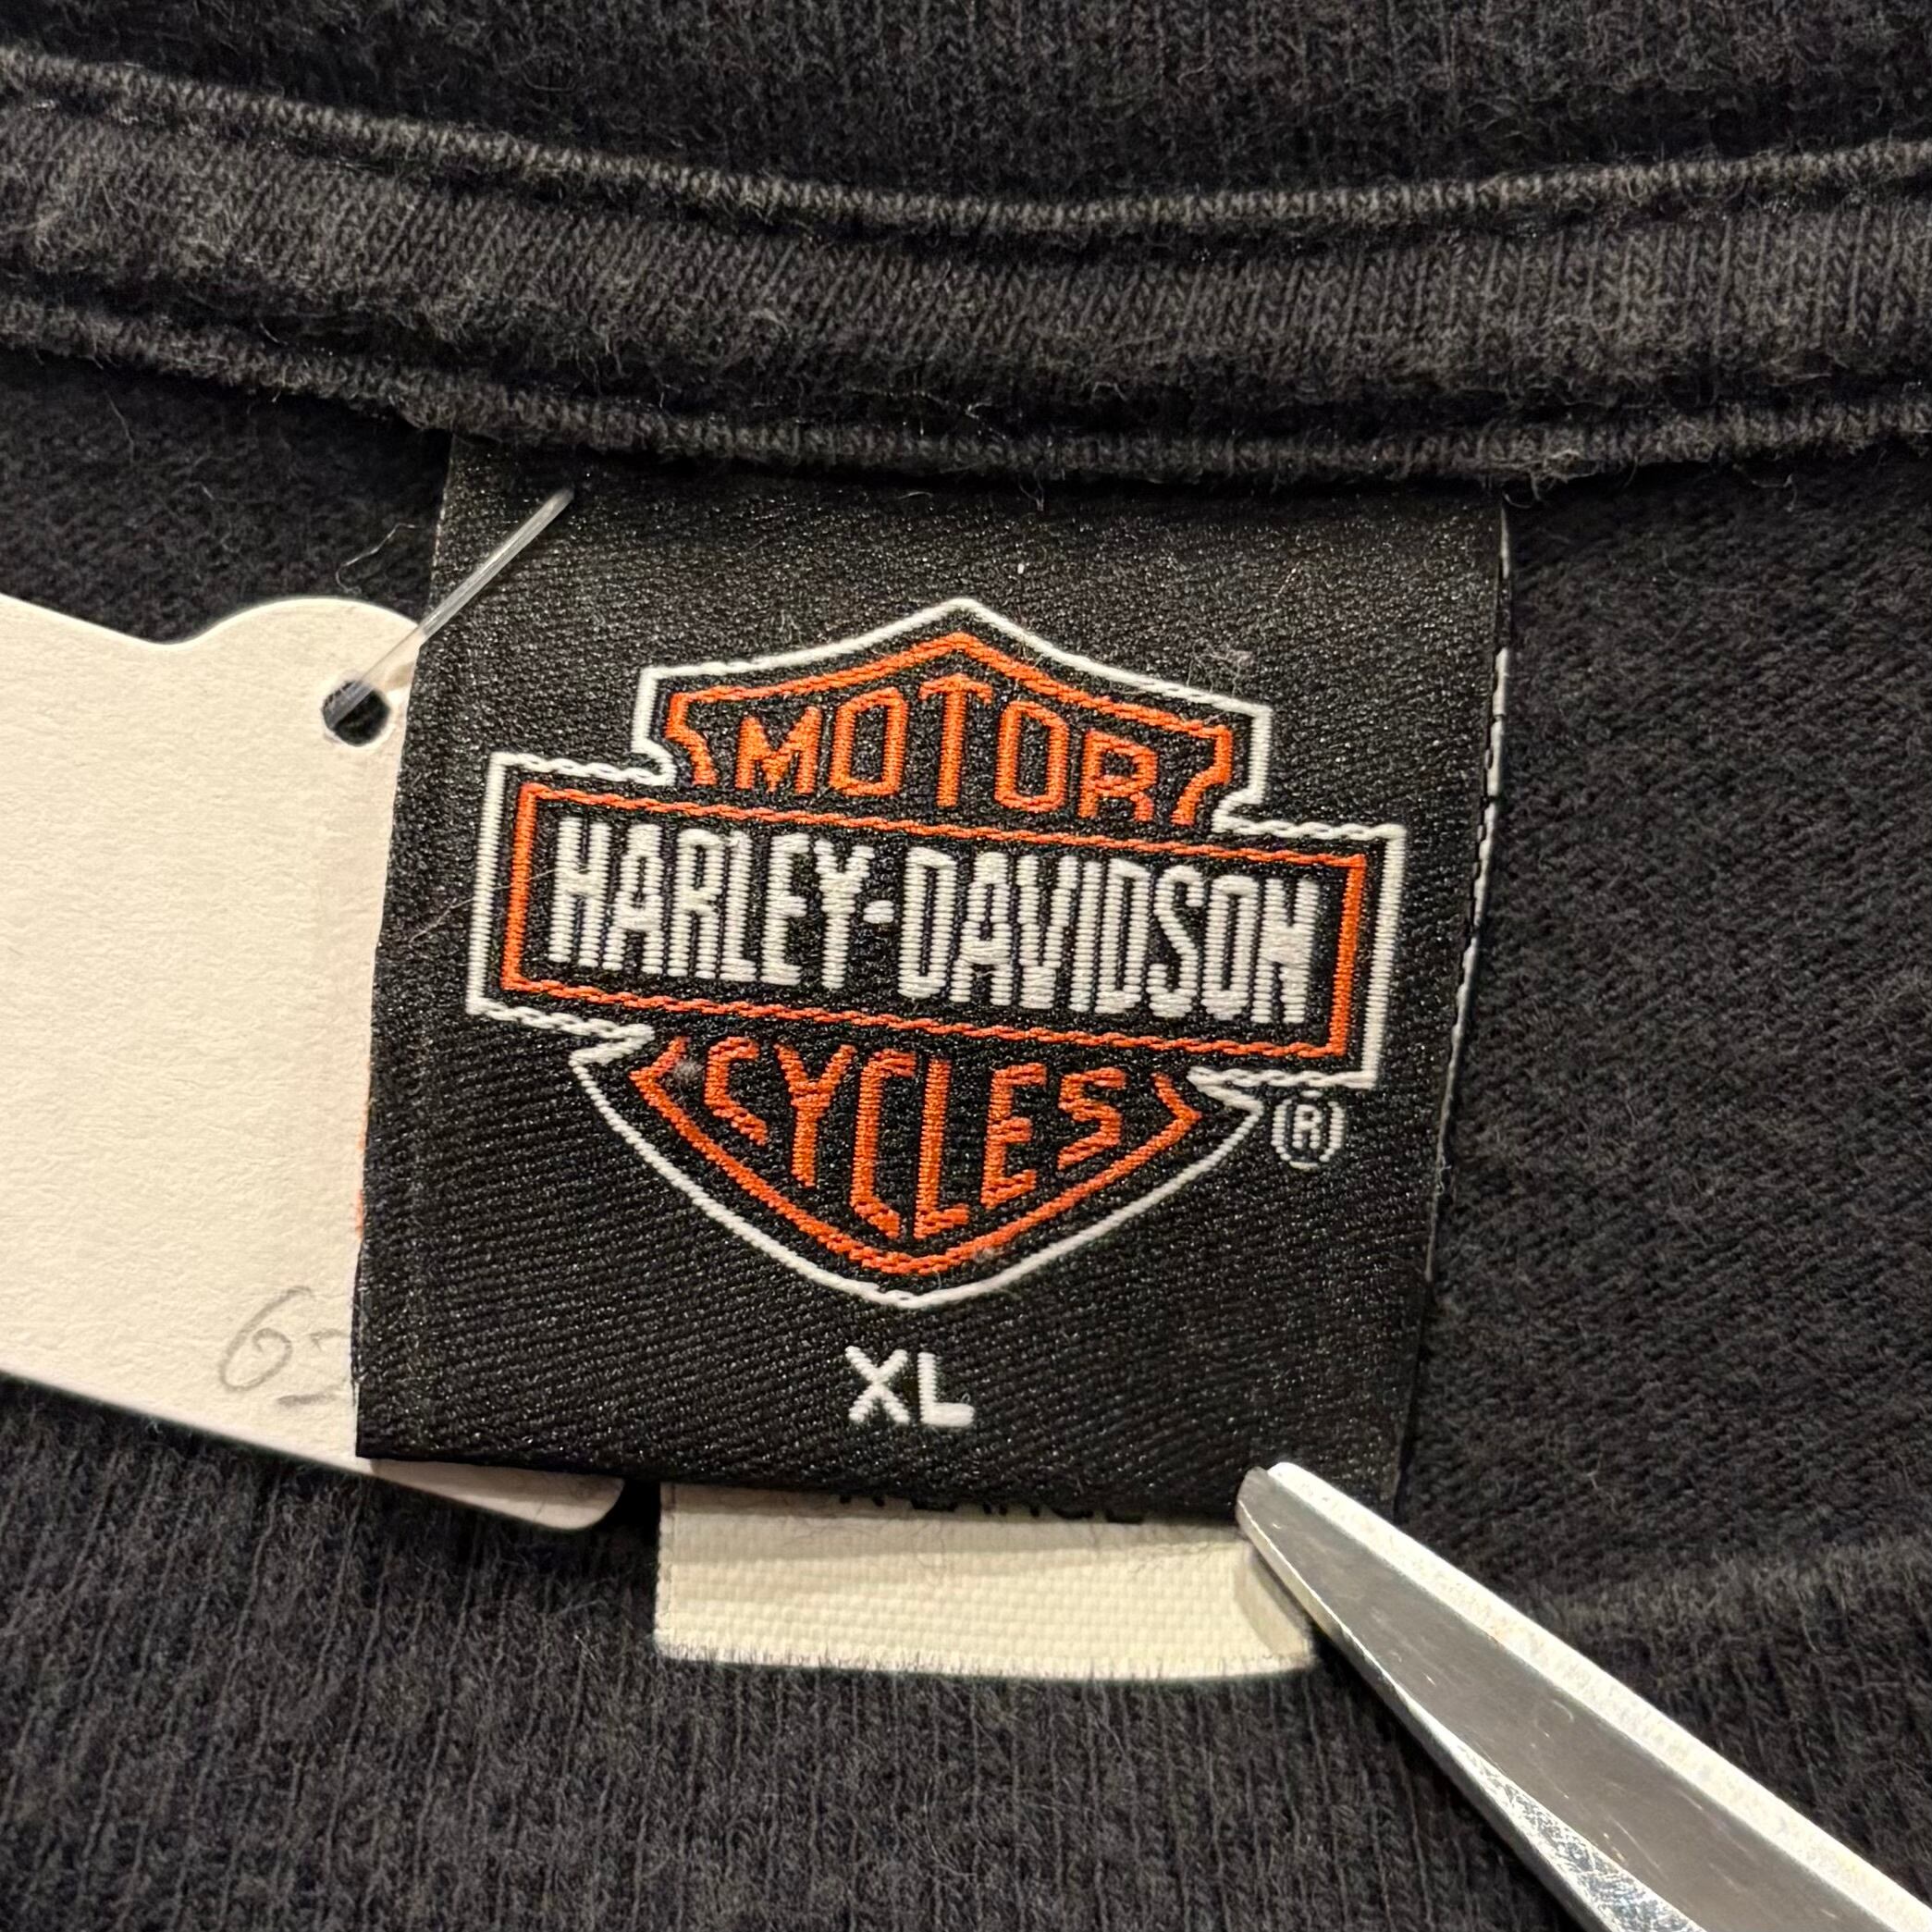 MOTOR
HARLEY-DAVIDSON
CYCLES
®
XL